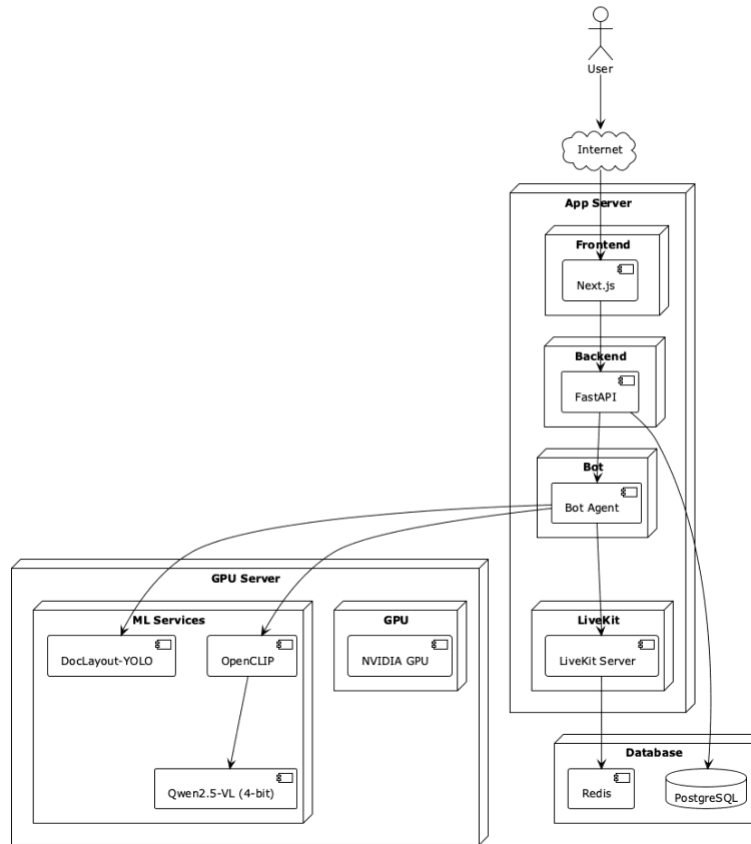 User
Internet
App Server
Frontend
Next.js
Backend
FastAPI
Bot
Bot Agent
GPU Server
ML Services
DocLayout-YOLO
OpenCLIP
Qwen2.5-VL (4-bit)
GPU
NVIDIA GPU
LiveKit
LiveKit Server
Database
Redis
PostgreSQL